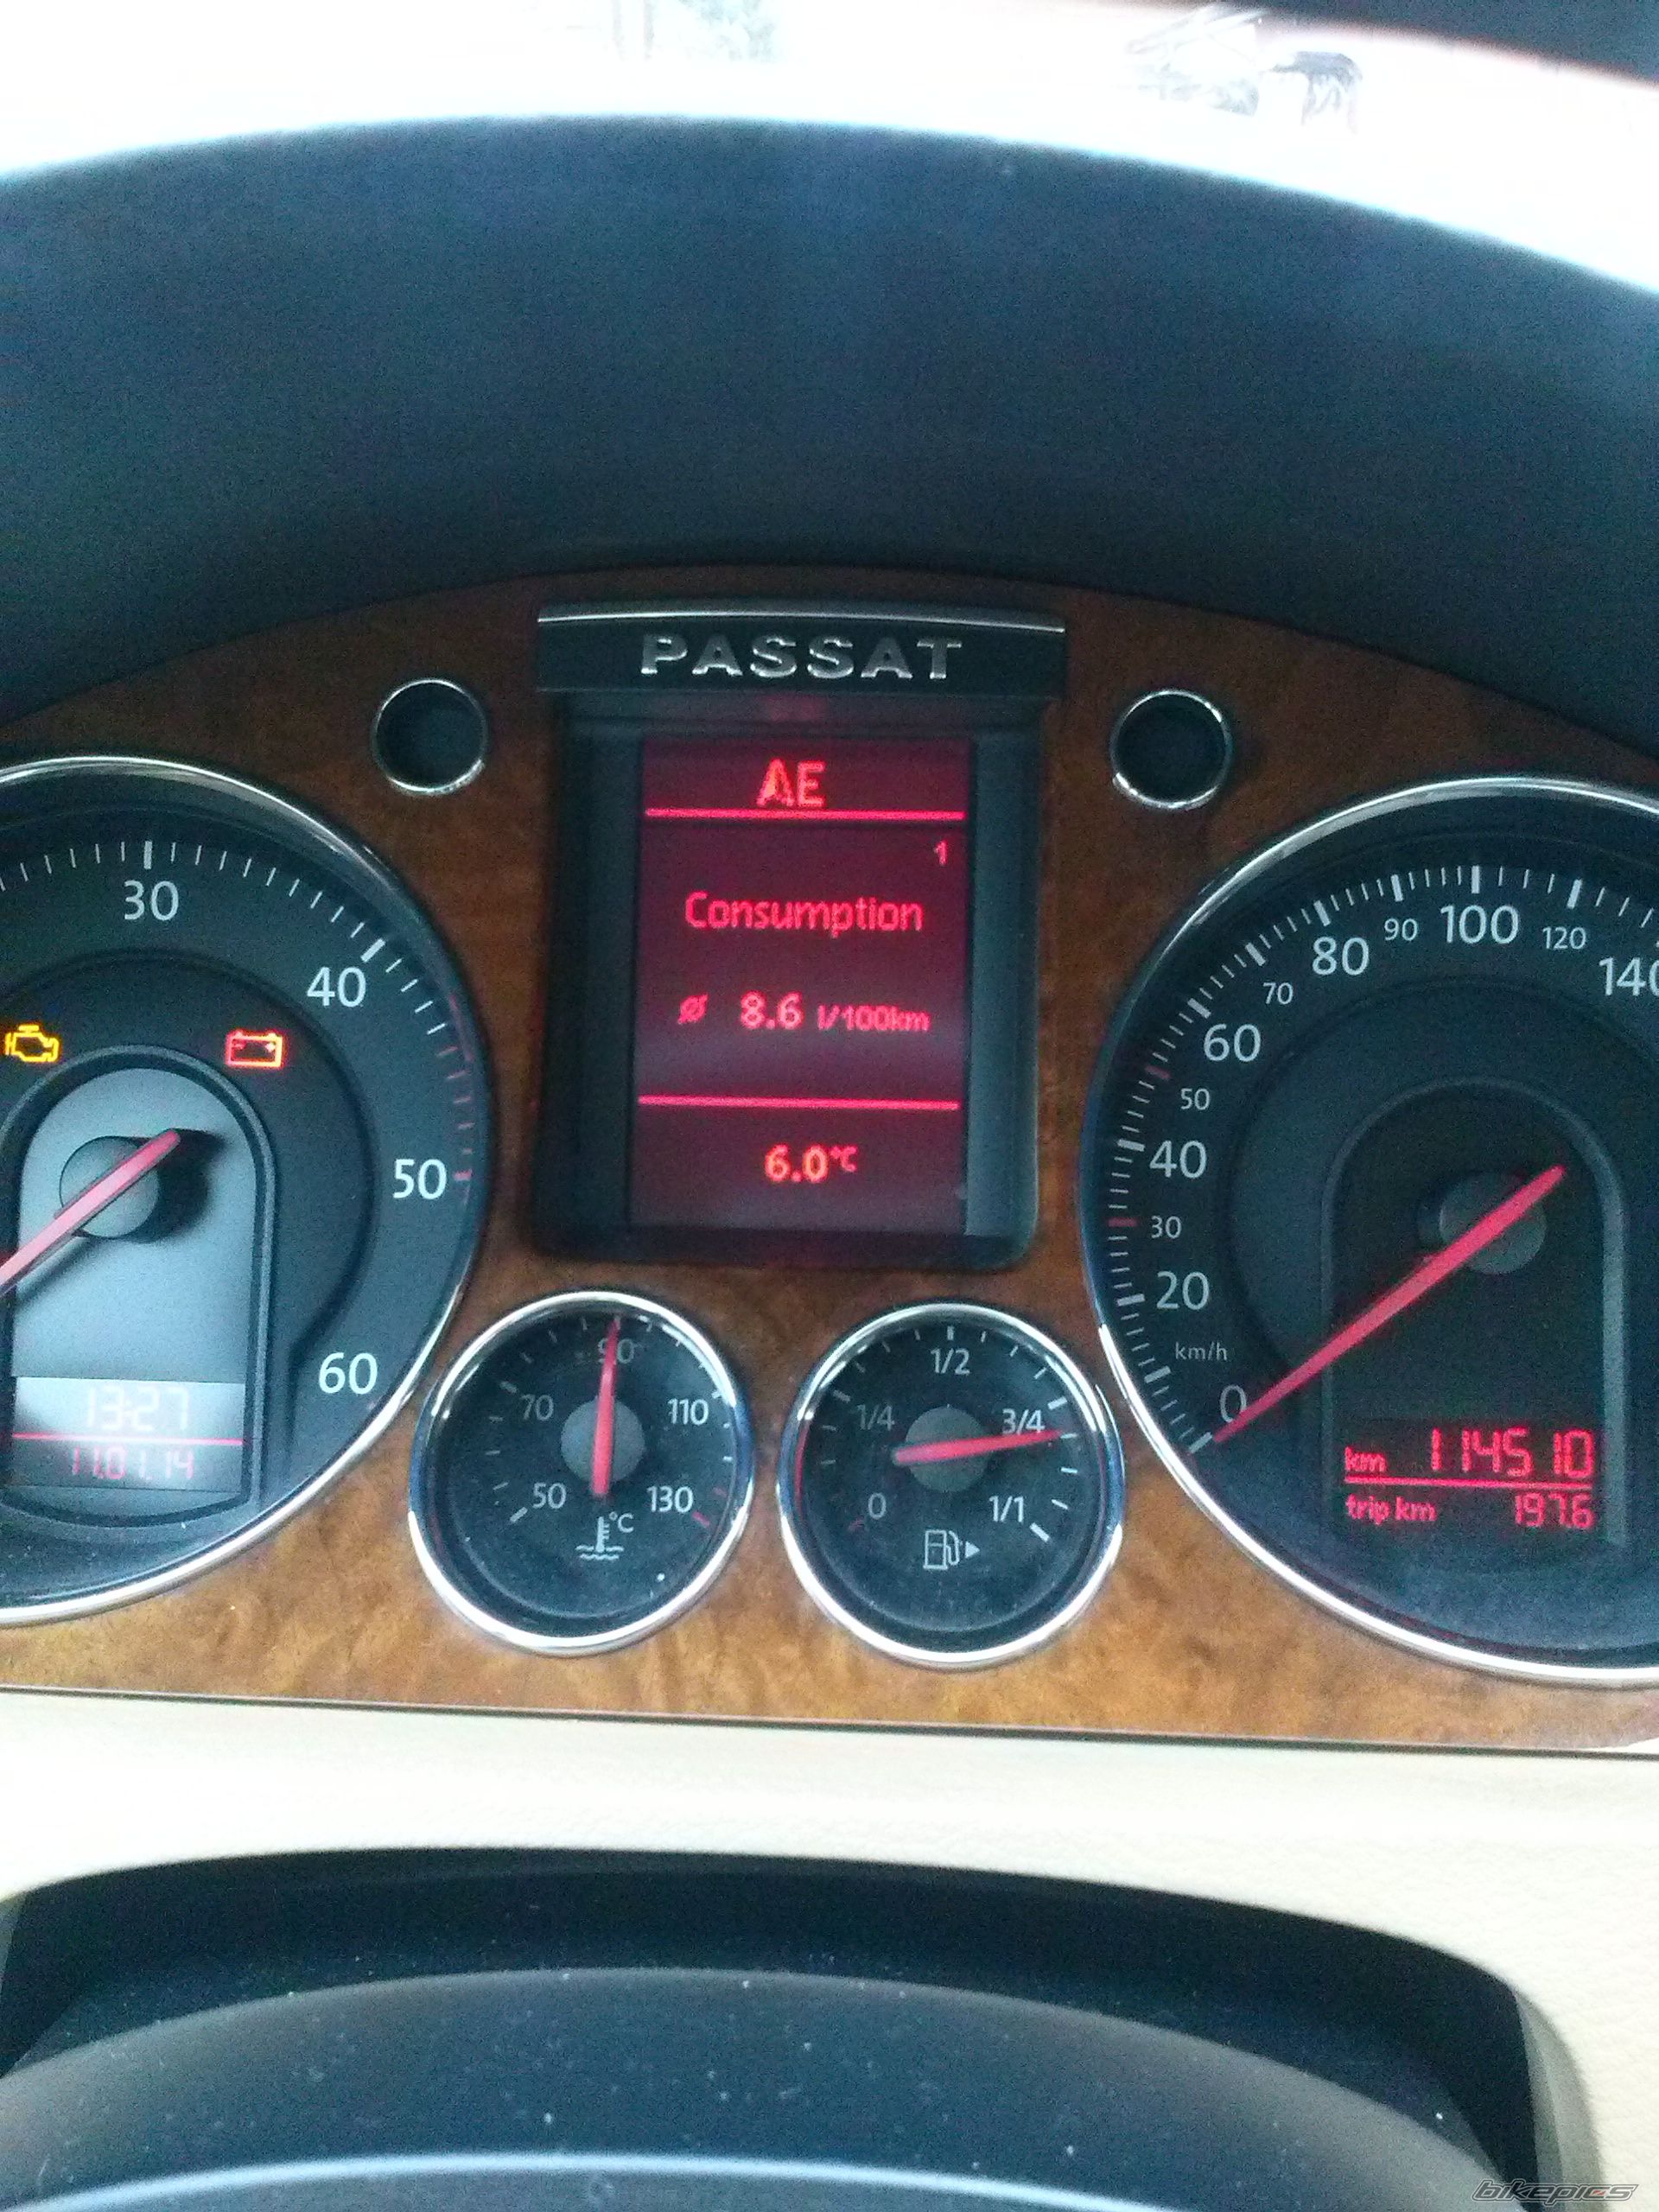 PASSAT
AE
1
Consumption
ø 8.6 l/100km
6.0°C
30
40
50
60
13:27
11.01.14
50
70
90
110
130
°C
0
1/4
1/2
3/4
1/1
0
20
30
40
50
60
70
80
90
100
120
140
km/h
km 114510
trip km 197.6
bikepics